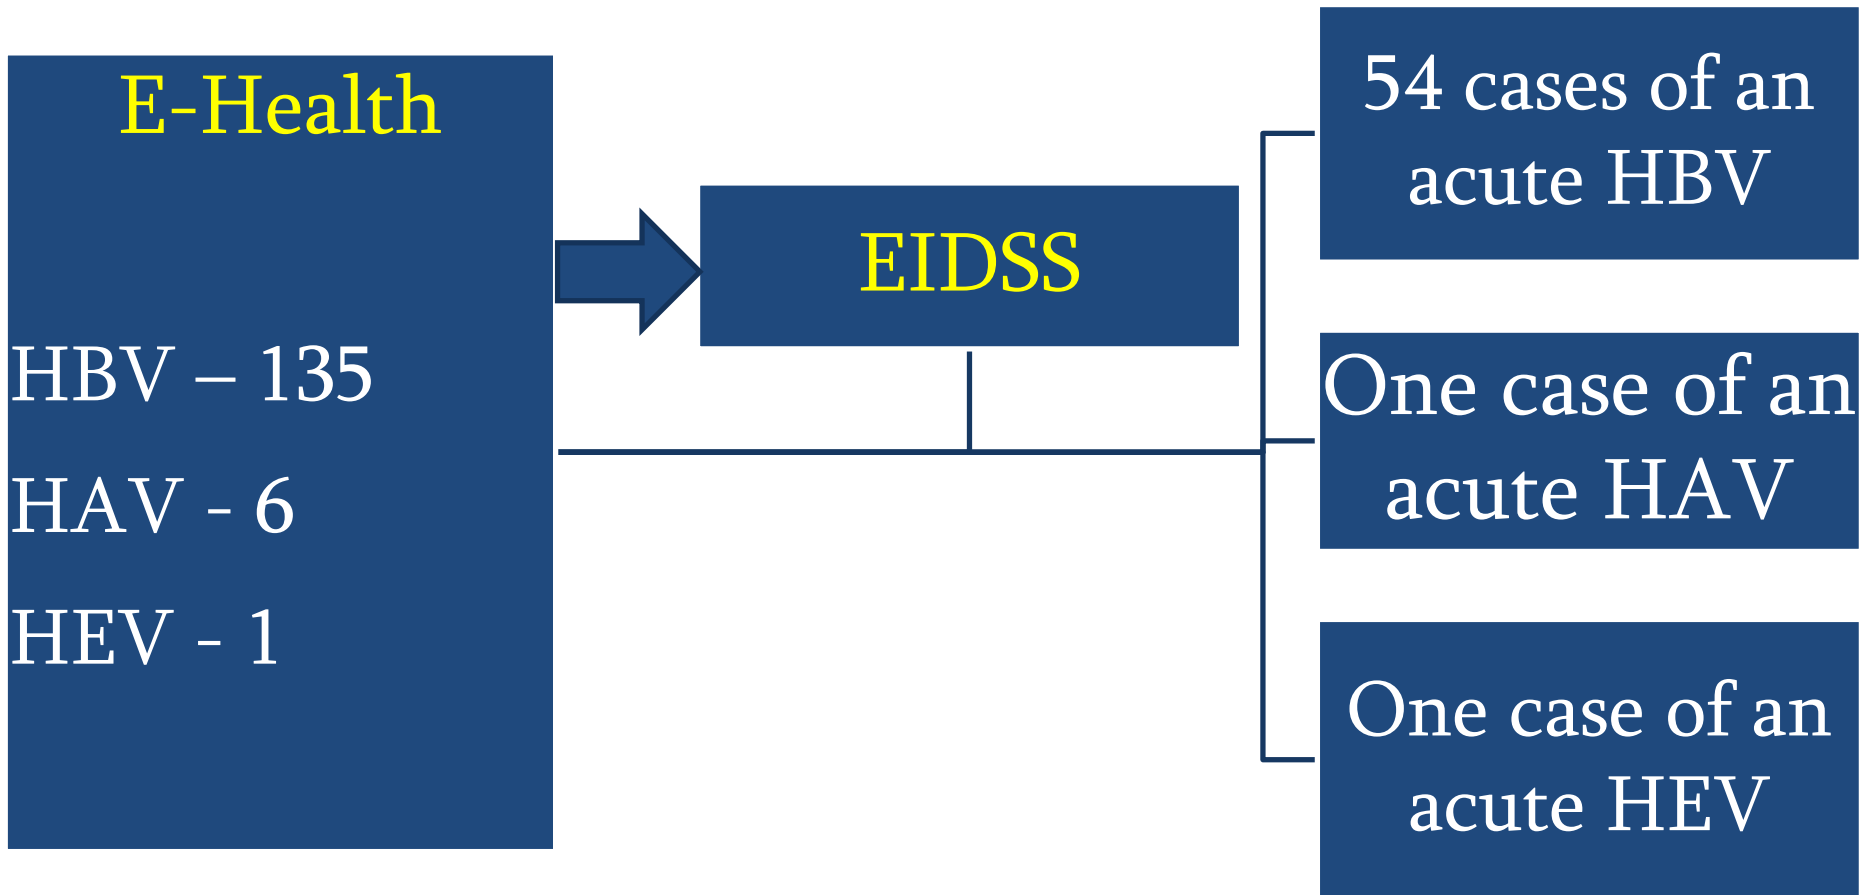 E-Health
HBV – 135
HAV - 6
HEV - 1
EIDSS
54 cases of an
acute HBV
One case of an
acute HAV
One case of an
acute HEV